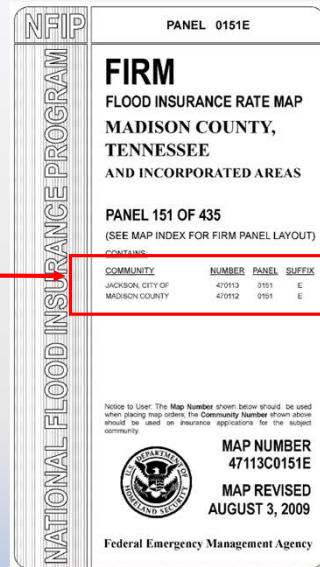 NFIP
PANEL 0151E
NATIONAL FLOOD INSURANCE PROGRAM
FIRM
FLOOD INSURANCE RATE MAP
MADISON COUNTY,
TENNESSEE
AND INCORPORATED AREAS
PANEL 151 OF 435
(SEE MAP INDEX FOR FIRM PANEL LAYOUT)
CONTAINS:
COMMUNITY NUMBER PANEL SUFFIX
JACKSON, CITY OF 470113 0151 E
MADISON COUNTY 470112 0151 E
Notice to User: The Map Number shown below should be used
when placing map orders; the Community Number shown above
should be used on insurance applications for the subject
community.
U.S. DEPARTMENT OF HOMELAND SECURITY
MAP NUMBER
47113C0151E
MAP REVISED
AUGUST 3, 2009
Federal Emergency Management Agency